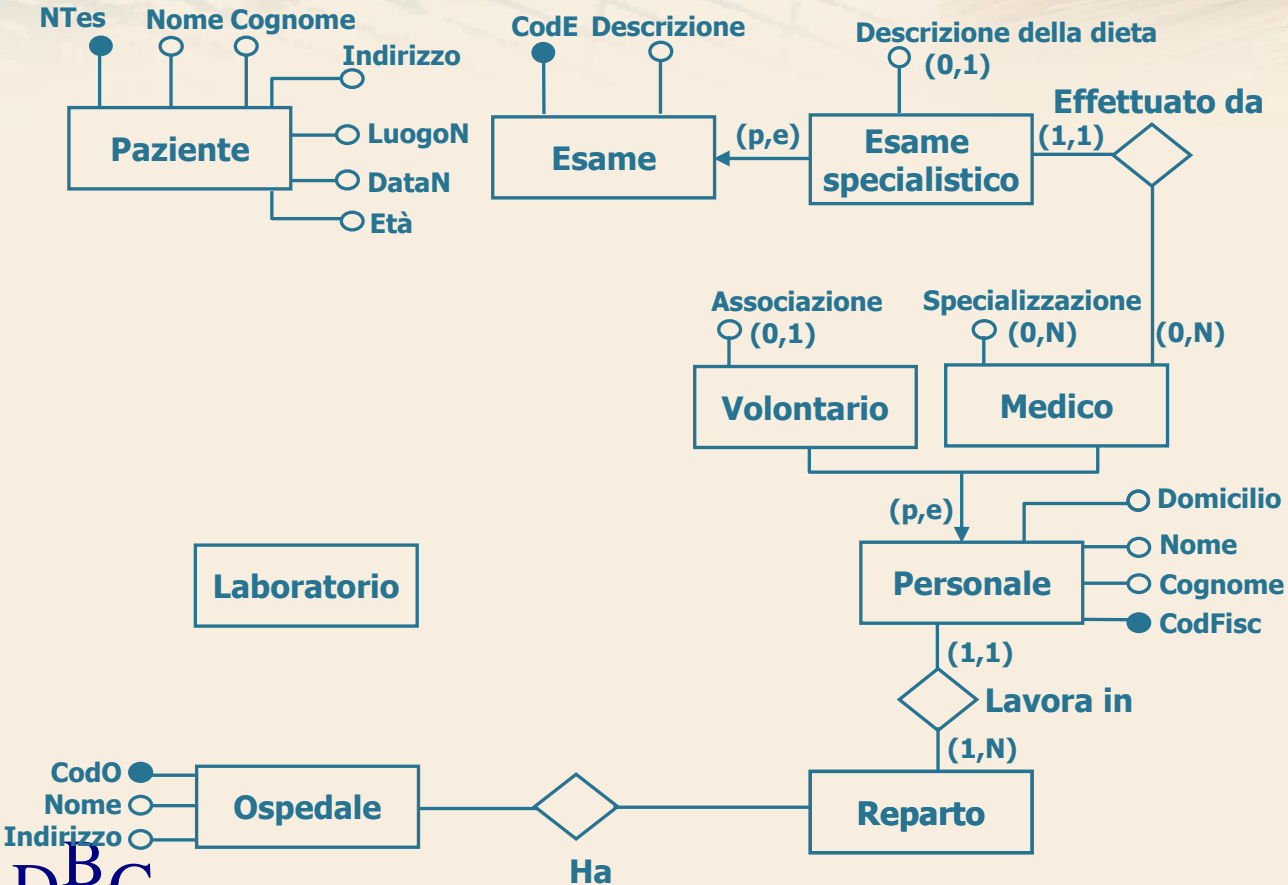 NTes
Nome Cognome
Indirizzo
LuogoN
DataN
Età
Paziente
CodE Descrizione
Esame
(p,e)
Descrizione della dieta
(0,1)
Esame
specialistico
Effettuato da
(1,1)
(0,N)
Associazione
(0,1)
Volontario
Specializzazione
(0,N)
Medico
(p,e)
Domicilio
Nome
Cognome
CodFisc
Personale
(1,1)
Lavora in
(1,N)
Laboratorio
CodO
Nome
Indirizzo
Ospedale
Ha
Reparto
DBG